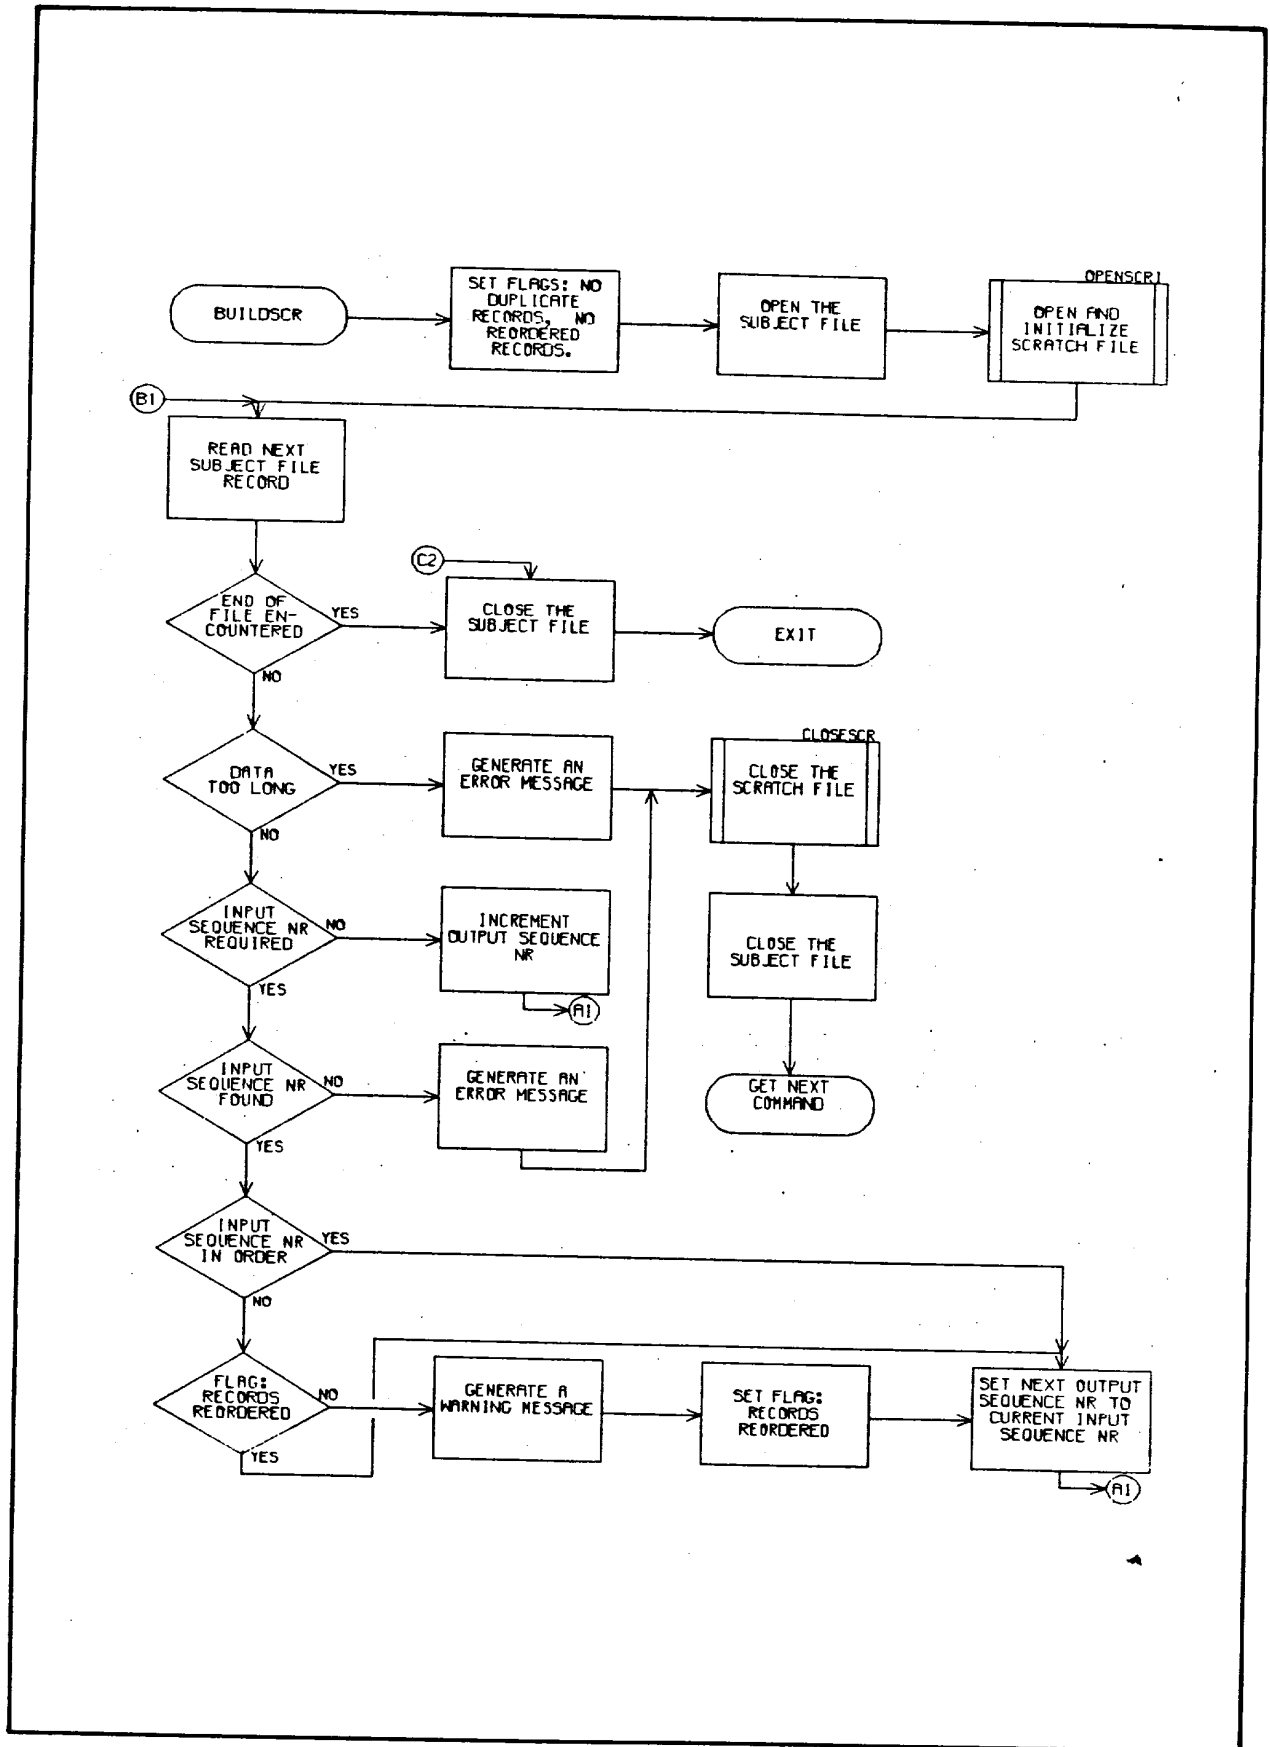 BUILDSCR
SET FLAGS: NO
DUPLICATE
RECORDS, NO
REORDERED
RECORDS.
OPEN THE
SUBJECT FILE
OPENSCR1
OPEN AND
INITIALIZE
SCRATCH FILE
B1
READ NEXT
SUBJECT FILE
RECORD
C2
END OF
FILE EN-
COUNTERED
YES
NO
CLOSE THE
SUBJECT FILE
EXIT
DATA
TOO LONG
YES
NO
GENERATE AN
ERROR MESSAGE
CLOSESCR
CLOSE THE
SCRATCH FILE
INPUT
SEQUENCE NR
REQUIRED
NO
YES
INCREMENT
OUTPUT SEQUENCE
NR
A1
CLOSE THE
SUBJECT FILE
INPUT
SEQUENCE NR
FOUND
NO
YES
GENERATE AN
ERROR MESSAGE
GET NEXT
COMMAND
INPUT
SEQUENCE NR
IN ORDER
YES
NO
FLAG:
RECORDS
REORDERED
NO
YES
GENERATE A
WARNING MESSAGE
SET FLAG:
RECORDS
REORDERED
SET NEXT OUTPUT
SEQUENCE NR TO
CURRENT INPUT
SEQUENCE NR
A1